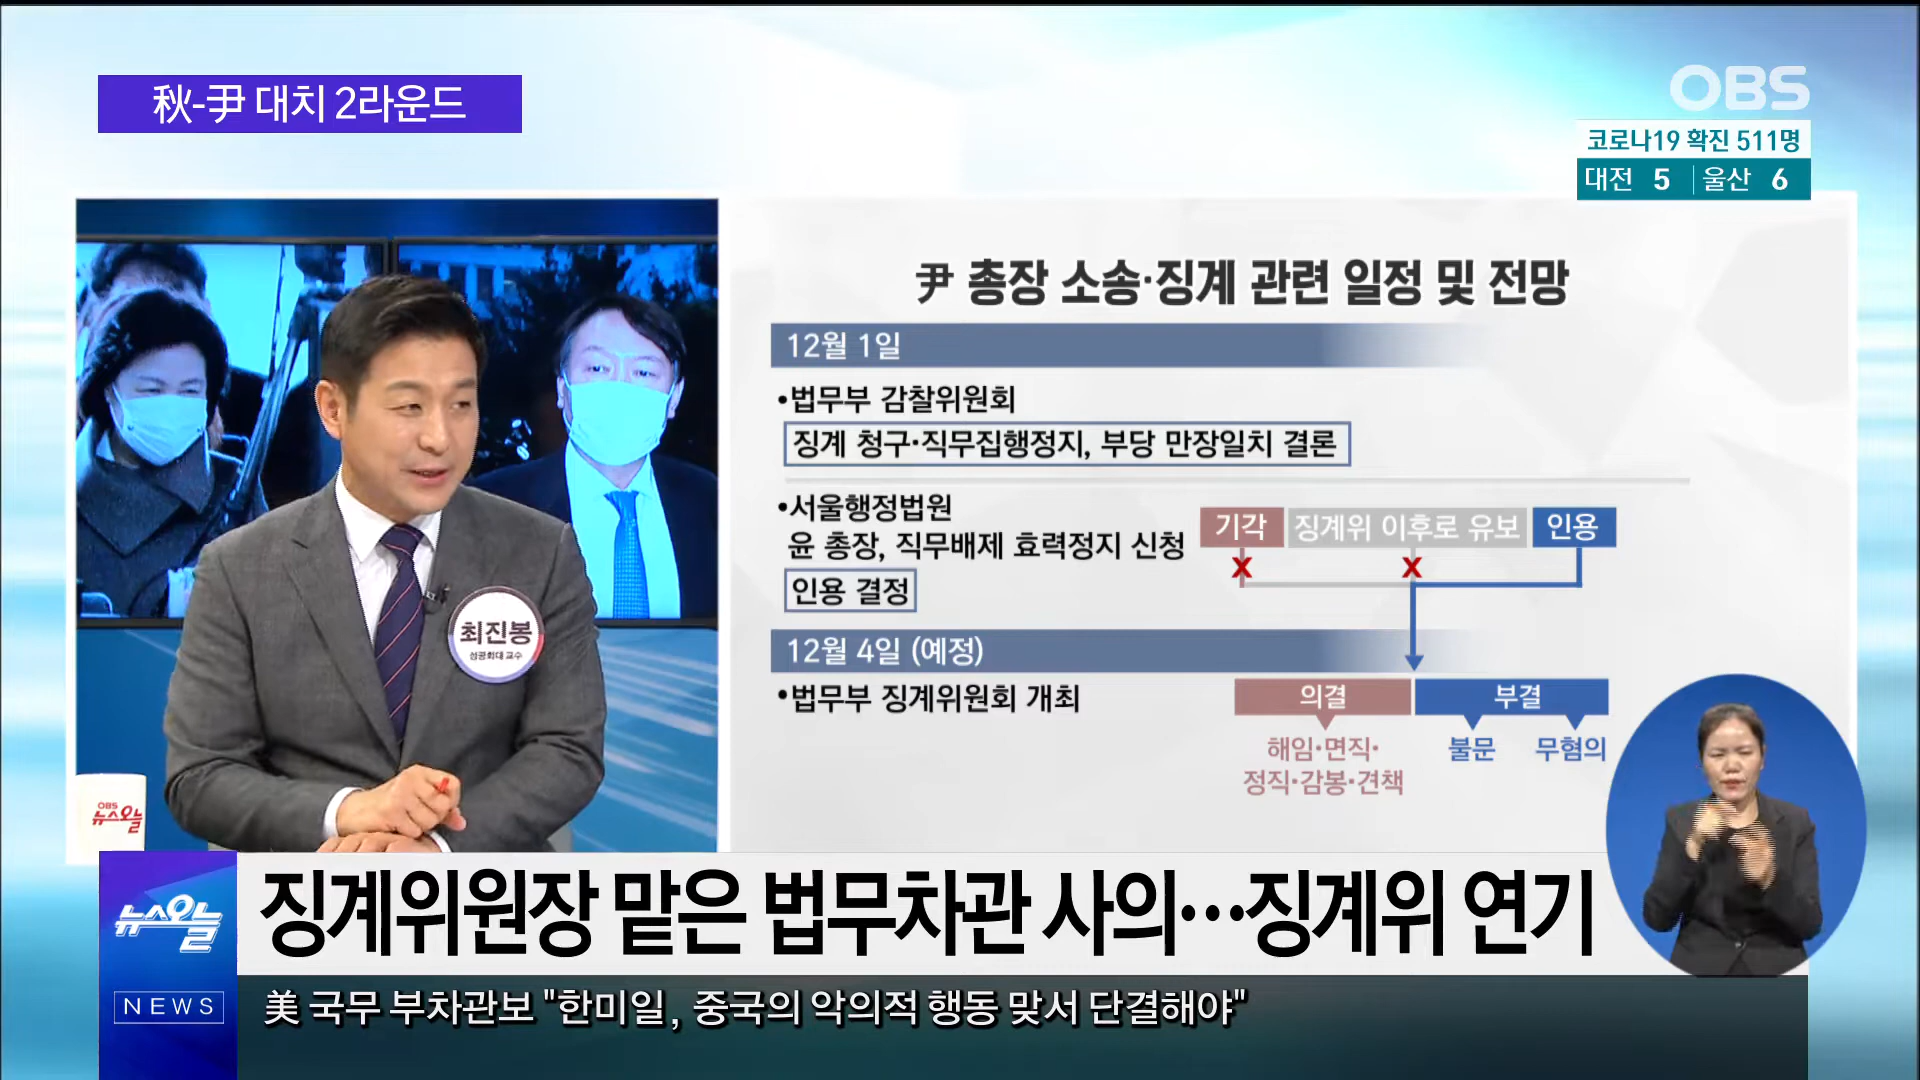 秋-尹 대치 2라운드
OBS
코로나19 확진 511명
대전 5 울산 6
尹 총장 소송·징계 관련 일정 및 전망
12월 1일
•법무부 감찰위원회
징계 청구·직무집행정지, 부당 만장일치 결론
•서울행정법원
윤 총장, 직무배제 효력정지 신청
인용 결정
기각 징계위 이후로 유보 인용
X X
12월 4일 (예정)
•법무부 징계위원회 개최
의결 부결
해임·면직·
정직·감봉·견책
불문 무혐의
최진봉
성공회대 교수
OBS
뉴스오늘
뉴스오늘
NEWS
징계위원장 맡은 법무차관 사의…징계위 연기
美 국무 부차관보 "한미일, 중국의 악의적 행동 맞서 단결해야"